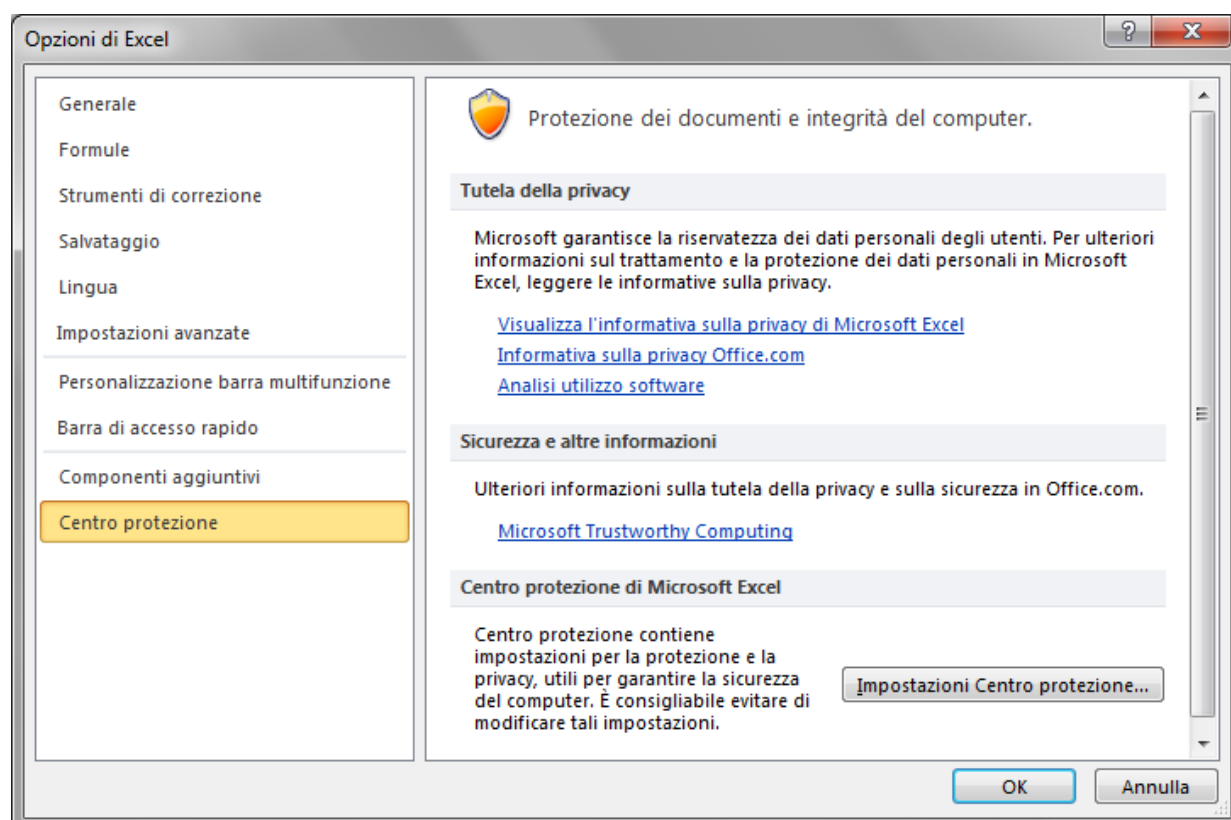 Opzioni di Excel
?
X
Generale
Formule
Strumenti di correzione
Salvataggio
Lingua
Impostazioni avanzate
Personalizzazione barra multifunzione
Barra di accesso rapido
Componenti aggiuntivi
Centro protezione
Protezione dei documenti e integrità del computer.
Tutela della privacy
Microsoft garantisce la riservatezza dei dati personali degli utenti. Per ulteriori
informazioni sul trattamento e la protezione dei dati personali in Microsoft
Excel, leggere le informative sulla privacy.
Visualizza l'informativa sulla privacy di Microsoft Excel
Informativa sulla privacy Office.com
Analisi utilizzo software
Sicurezza e altre informazioni
Ulteriori informazioni sulla tutela della privacy e sulla sicurezza in Office.com.
Microsoft Trustworthy Computing
Centro protezione di Microsoft Excel
Centro protezione contiene
impostazioni per la protezione e la
privacy, utili per garantire la sicurezza
del computer. È consigliabile evitare di
modificare tali impostazioni.
Impostazioni Centro protezione...
OK
Annulla